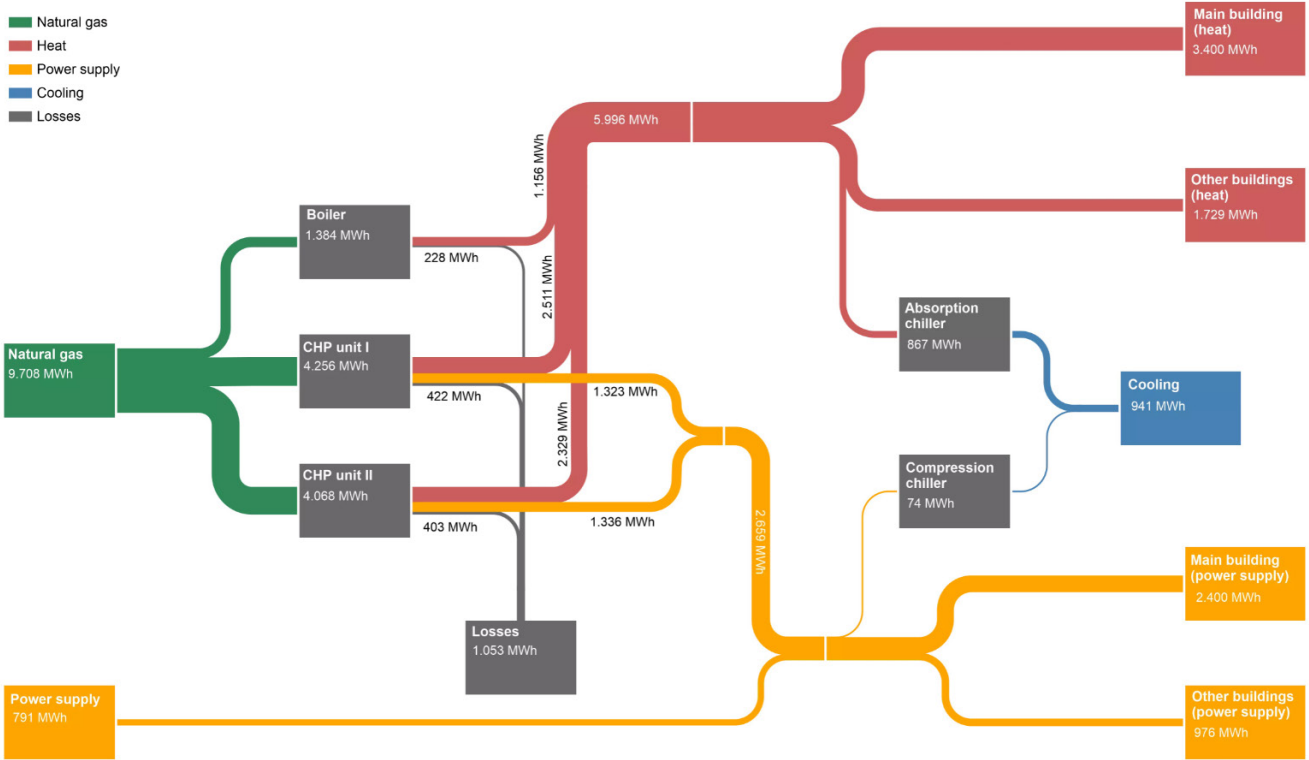 Natural gas
Heat
Power supply
Cooling
Losses
Main building
(heat)
3.400 MWh
5.996 MWh
1.156 MWh
Other buildings
(heat)
1.729 MWh
Boiler
1.384 MWh
228 MWh
2.511 MWh
Absorption
chiller
867 MWh
Natural gas
9.708 MWh
CHP unit I
4.256 MWh
422 MWh
1.323 MWh
Cooling
941 MWh
2.329 MWh
CHP unit II
4.068 MWh
403 MWh
1.336 MWh
Compression
chiller
74 MWh
2.659 MWh
Main building
(power supply)
2.400 MWh
Losses
1.053 MWh
Power supply
791 MWh
Other buildings
(power supply)
976 MWh